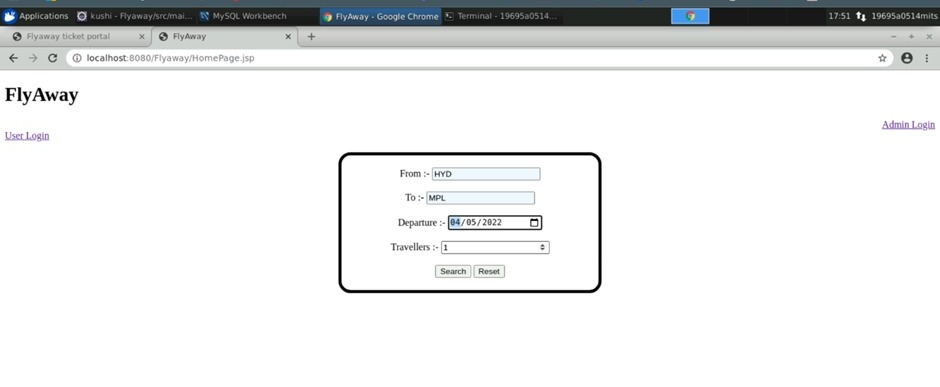 Applications kushi - Flyaway/src/mai... MySQL Workbench FlyAway - Google Chrome Terminal - 19695a0514... 17:51 19695a0514mits
Flyaway ticket portal FlyAway
localhost:8080/Flyaway/HomePage.jsp
FlyAway
Admin Login
User Login
From :- HYD
To :- MPL
Departure :- 04/05/2022
Travellers :- 1
Search Reset